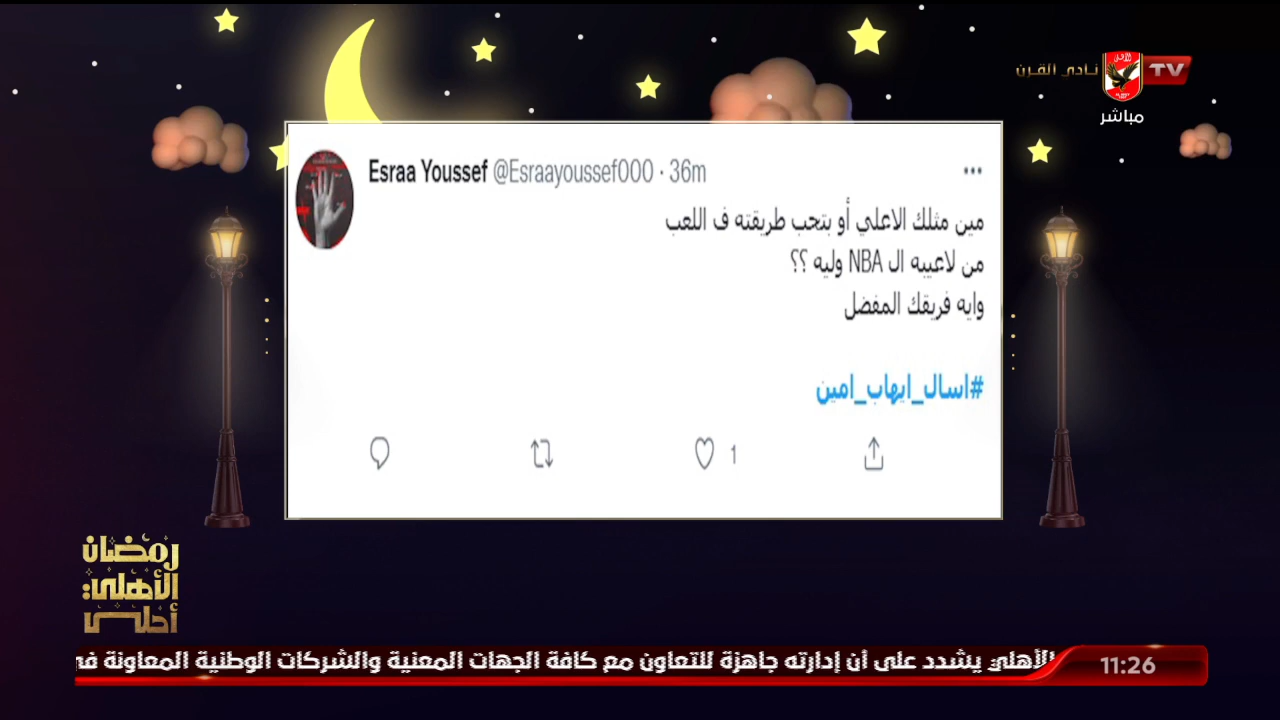 نادي القرن
TV
مباشر
Esraa Youssef @Esraayoussef000 · 36m
مين مثلك الاعلي أو بتحب طريقته ف اللعب
من لاعيبه ال NBA وليه ؟؟
وايه فريقك المفضل
#اسال_ايهاب_امين
1
رمضان
الأهلي
أحلى
الأهلي يشدد على أن إدارته جاهزة للتعاون مع كافة الجهات المعنية والشركات الوطنية المعاونة
11:26